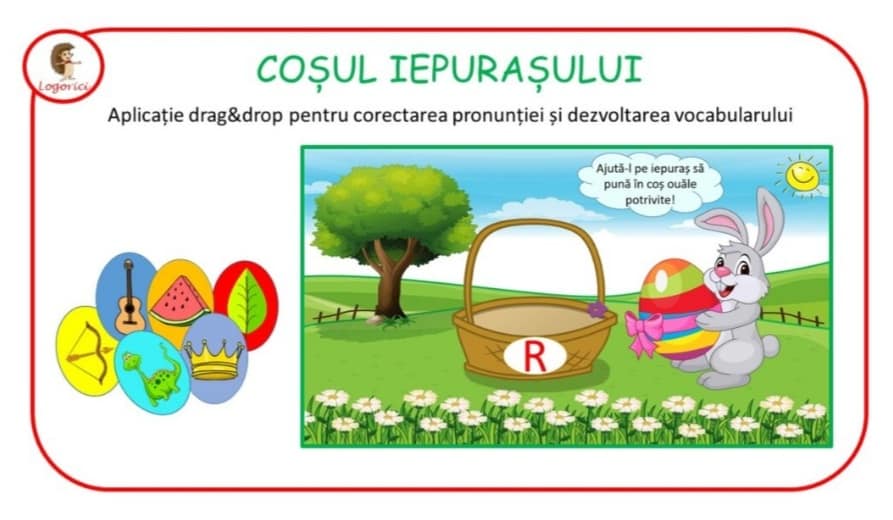 Logorici
COȘUL IEPURAȘULUI
Aplicație drag&drop pentru corectarea pronunției și dezvoltarea vocabularului
Ajută-l pe iepuraș să
pună în coș ouăle
potrivite!
R